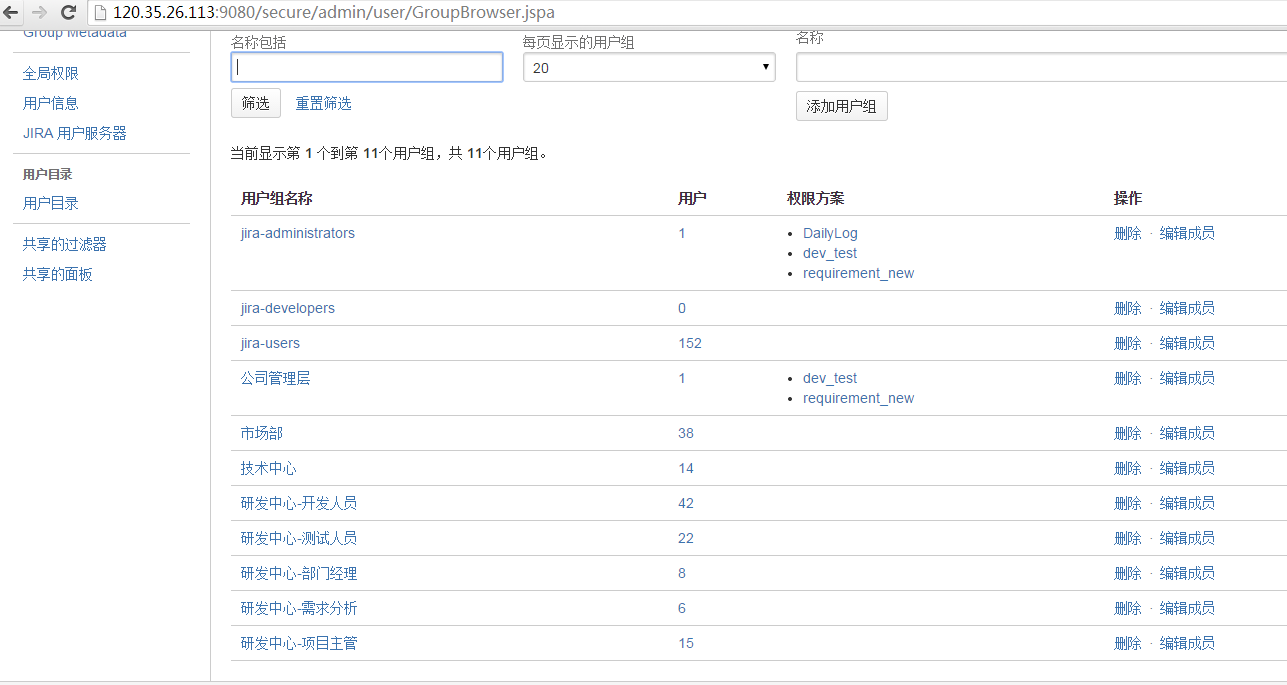 120.35.26.113:9080/secure/admin/user/GroupBrowser.jspa
Group Metadata
全局权限
用户信息
JIRA 用户服务器
用户目录
用户目录
共享的过滤器
共享的面板
名称包括
每页显示的用户组
20
筛选 重置筛选
名称
添加用户组
当前显示第 1 个到第 11个用户组，共 11个用户组。
用户组名称 用户 权限方案 操作
jira-administrators 1 • DailyLog 删除 · 编辑成员
• dev_test
• requirement_new
jira-developers 0 删除 · 编辑成员
jira-users 152 删除 · 编辑成员
公司管理层 1 • dev_test 删除 · 编辑成员
• requirement_new
市场部 38 删除 · 编辑成员
技术中心 14 删除 · 编辑成员
研发中心-开发人员 42 删除 · 编辑成员
研发中心-测试人员 22 删除 · 编辑成员
研发中心-部门经理 8 删除 · 编辑成员
研发中心-需求分析 6 删除 · 编辑成员
研发中心-项目主管 15 删除 · 编辑成员